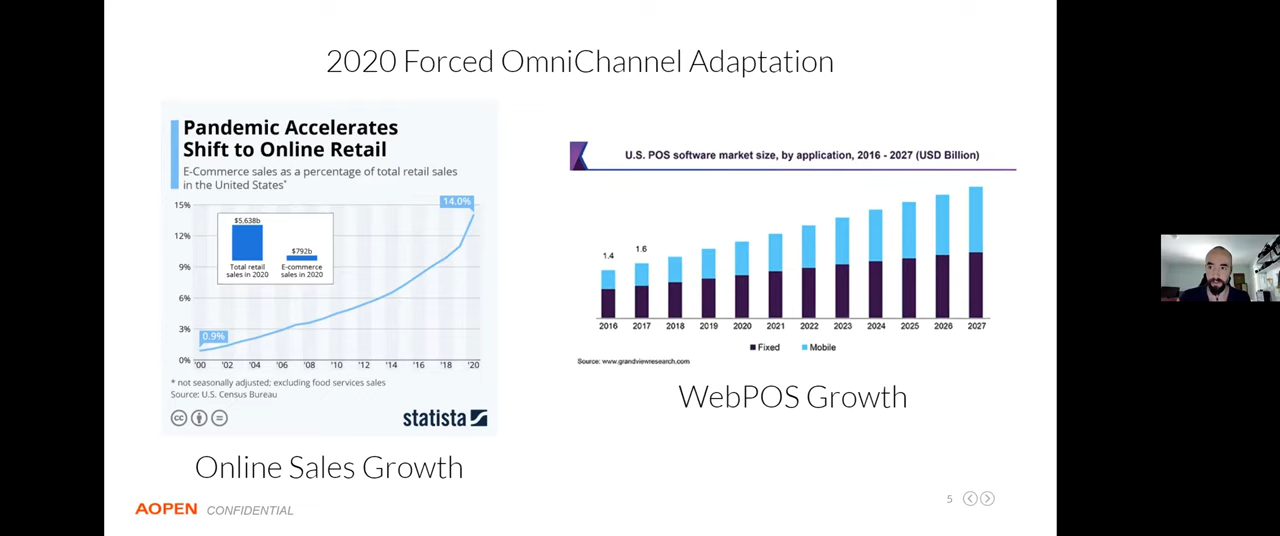 2020 Forced OmniChannel Adaptation
Pandemic Accelerates
Shift to Online Retail
E-Commerce sales as a percentage of total retail sales
in the United States*
15%
12%
9%
6%
3%
0%
14.0%
0.9%
$5,638b
$792b
Total retail
sales in 2020
E-commerce
sales in 2020
'00 '02 '04 '06 '08 '10 '12 '14 '16 '18 '20
* not seasonally adjusted; excluding food services sales
Source: U.S. Census Bureau
cc
statista
Online Sales Growth
U.S. POS software market size, by application, 2016 - 2027 (USD Billion)
1.4
1.6
2016 2017 2018 2019 2020 2021 2022 2023 2024 2025 2026 2027
Fixed Mobile
Source: www.grandviewresearch.com
WebPOS Growth
AOPEN CONFIDENTIAL
5